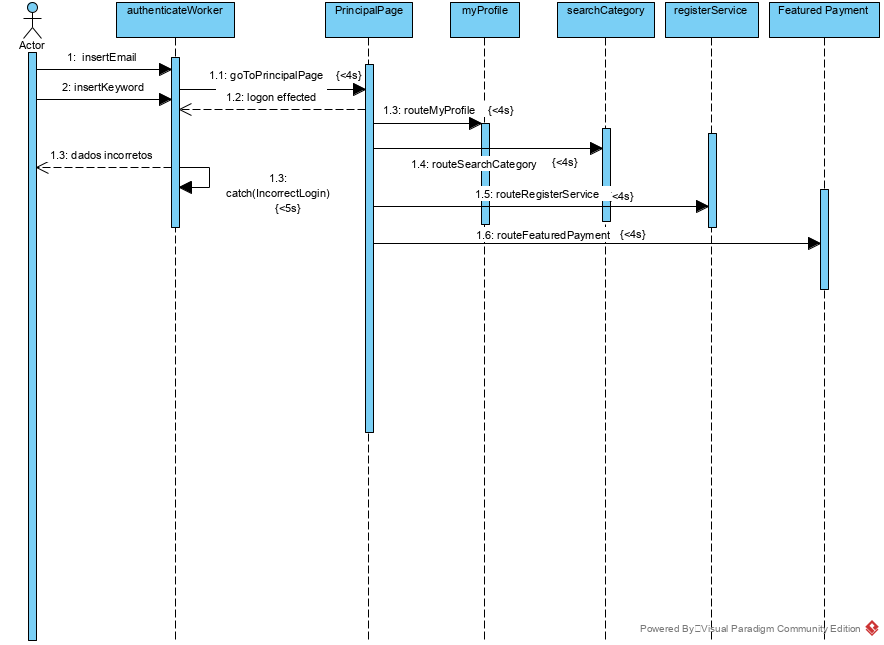 authenticateWorker
PrincipalPage
myProfile
searchCategory
registerService
Featured Payment
Actor
1: insertEmail
1.1: goToPrincipalPage {<4s}
2: insertKeyword
1.2: logon effected
1.3: routeMyProfile {<4s}
1.3: dados incorretos
1.4: routeSearchCategory {<4s}
1.3:
catch(IncorrectLogin)
{<5s}
1.5: routeRegisterService {<4s}
1.6: routeFeaturedPayment {<4s}
Powered By Visual Paradigm Community Edition